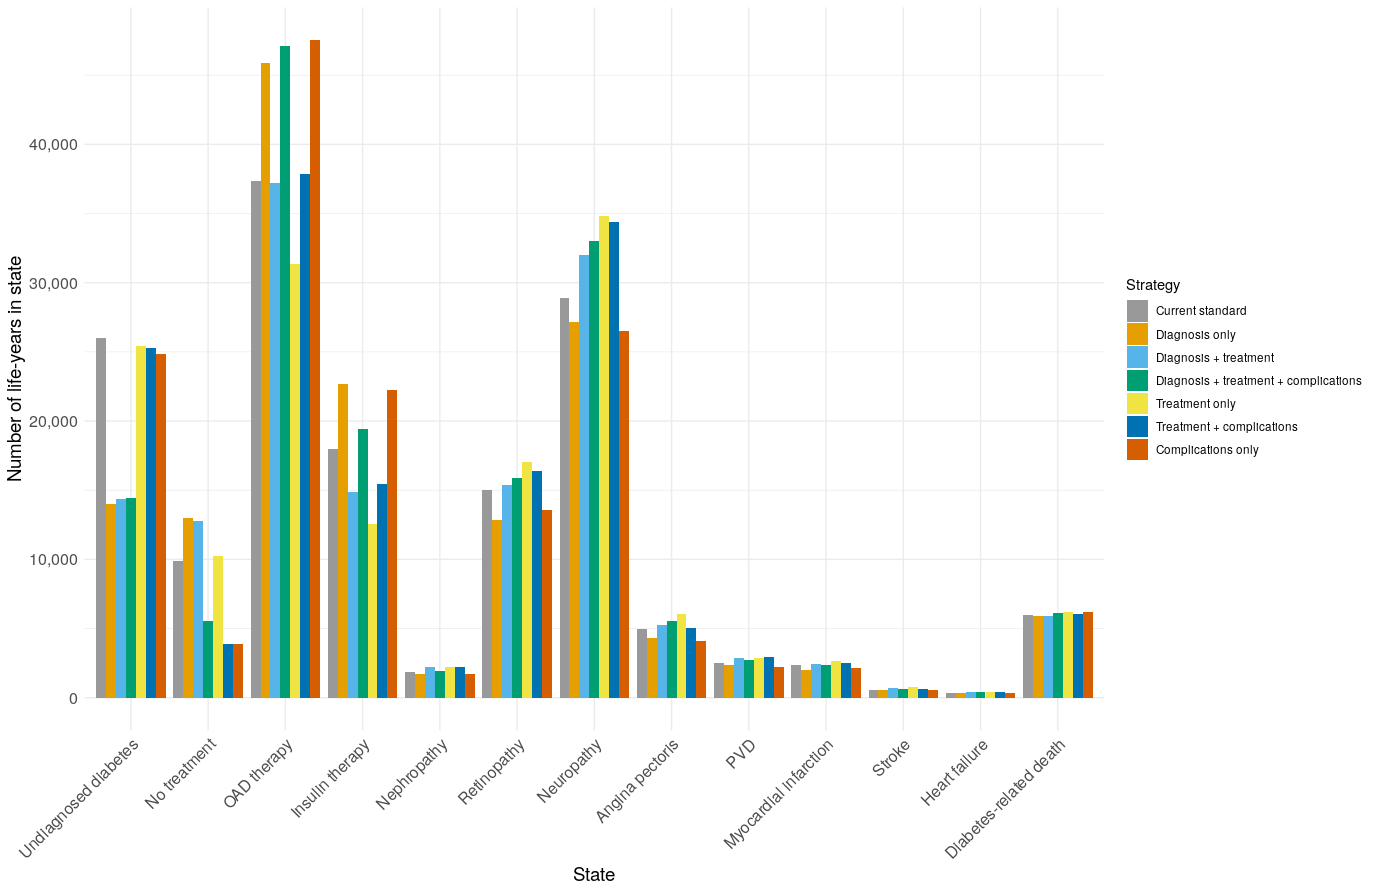 40,000
30,000
20,000
10,000
0
Number of life-years in state
Undiagnosed diabetes
No treatment
OAD therapy
Insulin therapy
Nephropathy
Retinopathy
Neuropathy
Angina pectoris
PVD
Myocardial infarction
Stroke
Heart failure
Diabetes-related death
State
Strategy
Current standard
Diagnosis only
Diagnosis + treatment
Diagnosis + treatment + complications
Treatment only
Treatment + complications
Complications only